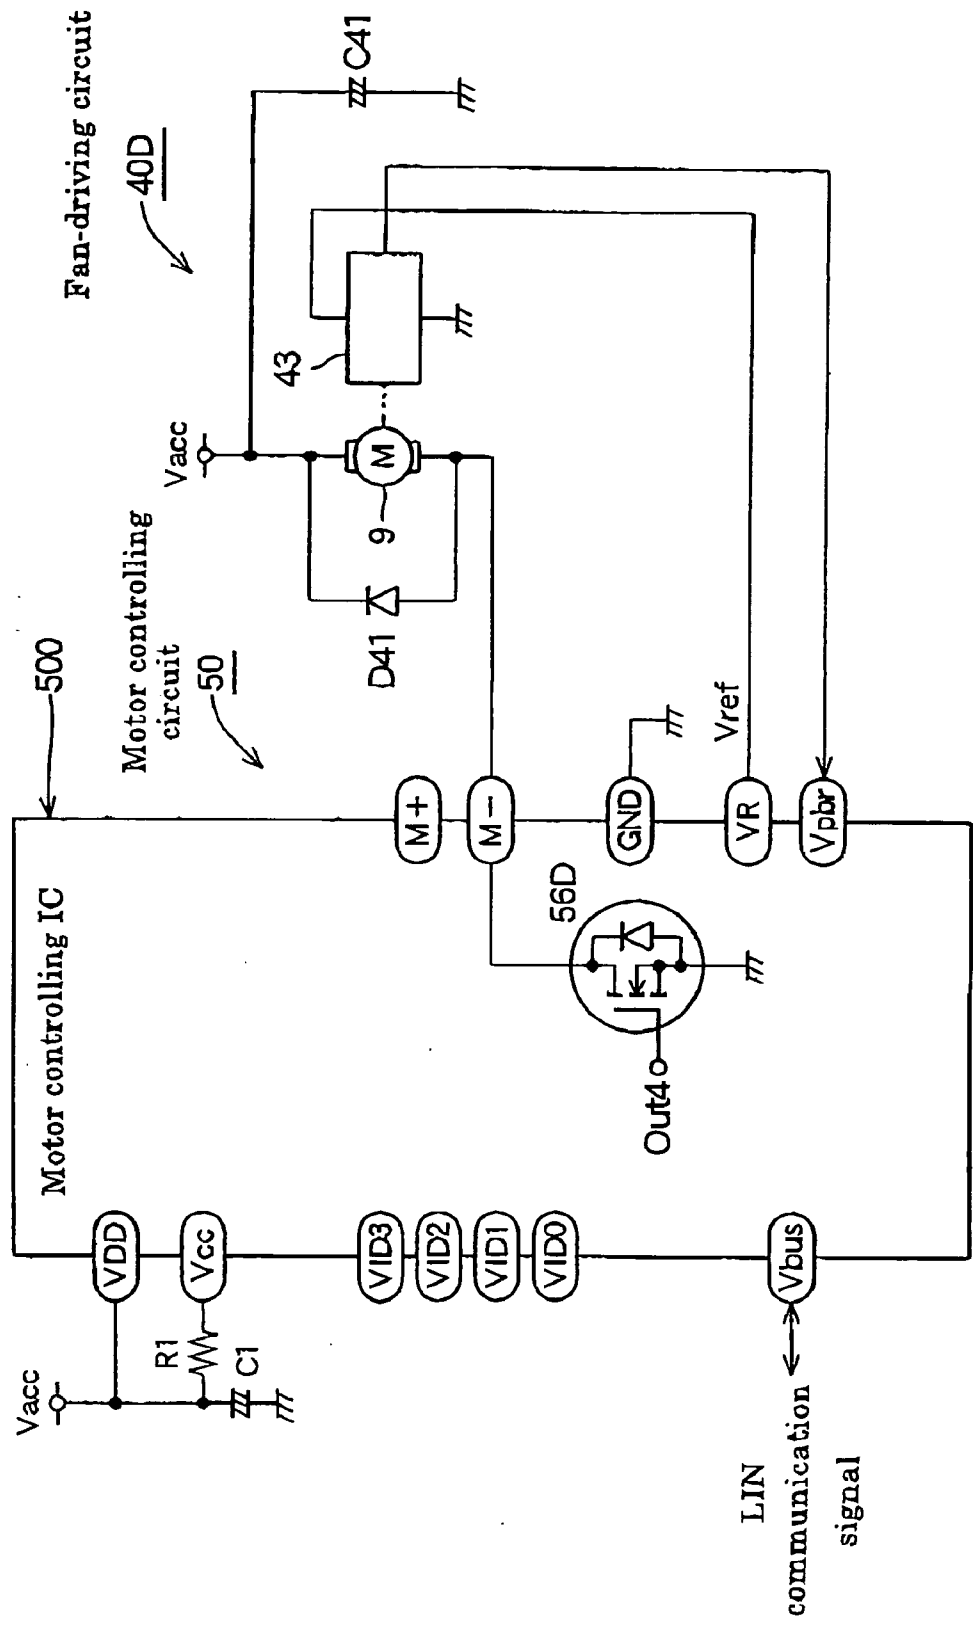 Fan-driving circuit
40D
C41
Vacc
43
M
9
D41
Motor controlling
circuit
50
500
Motor controlling IC
M+
M−
GND
VR
Vpbr
Vref
56D
Out4
VDD
Vcc
VID3
VID2
VID1
VID0
Vbus
Vacc
R1
C1
LIN
communication
signal